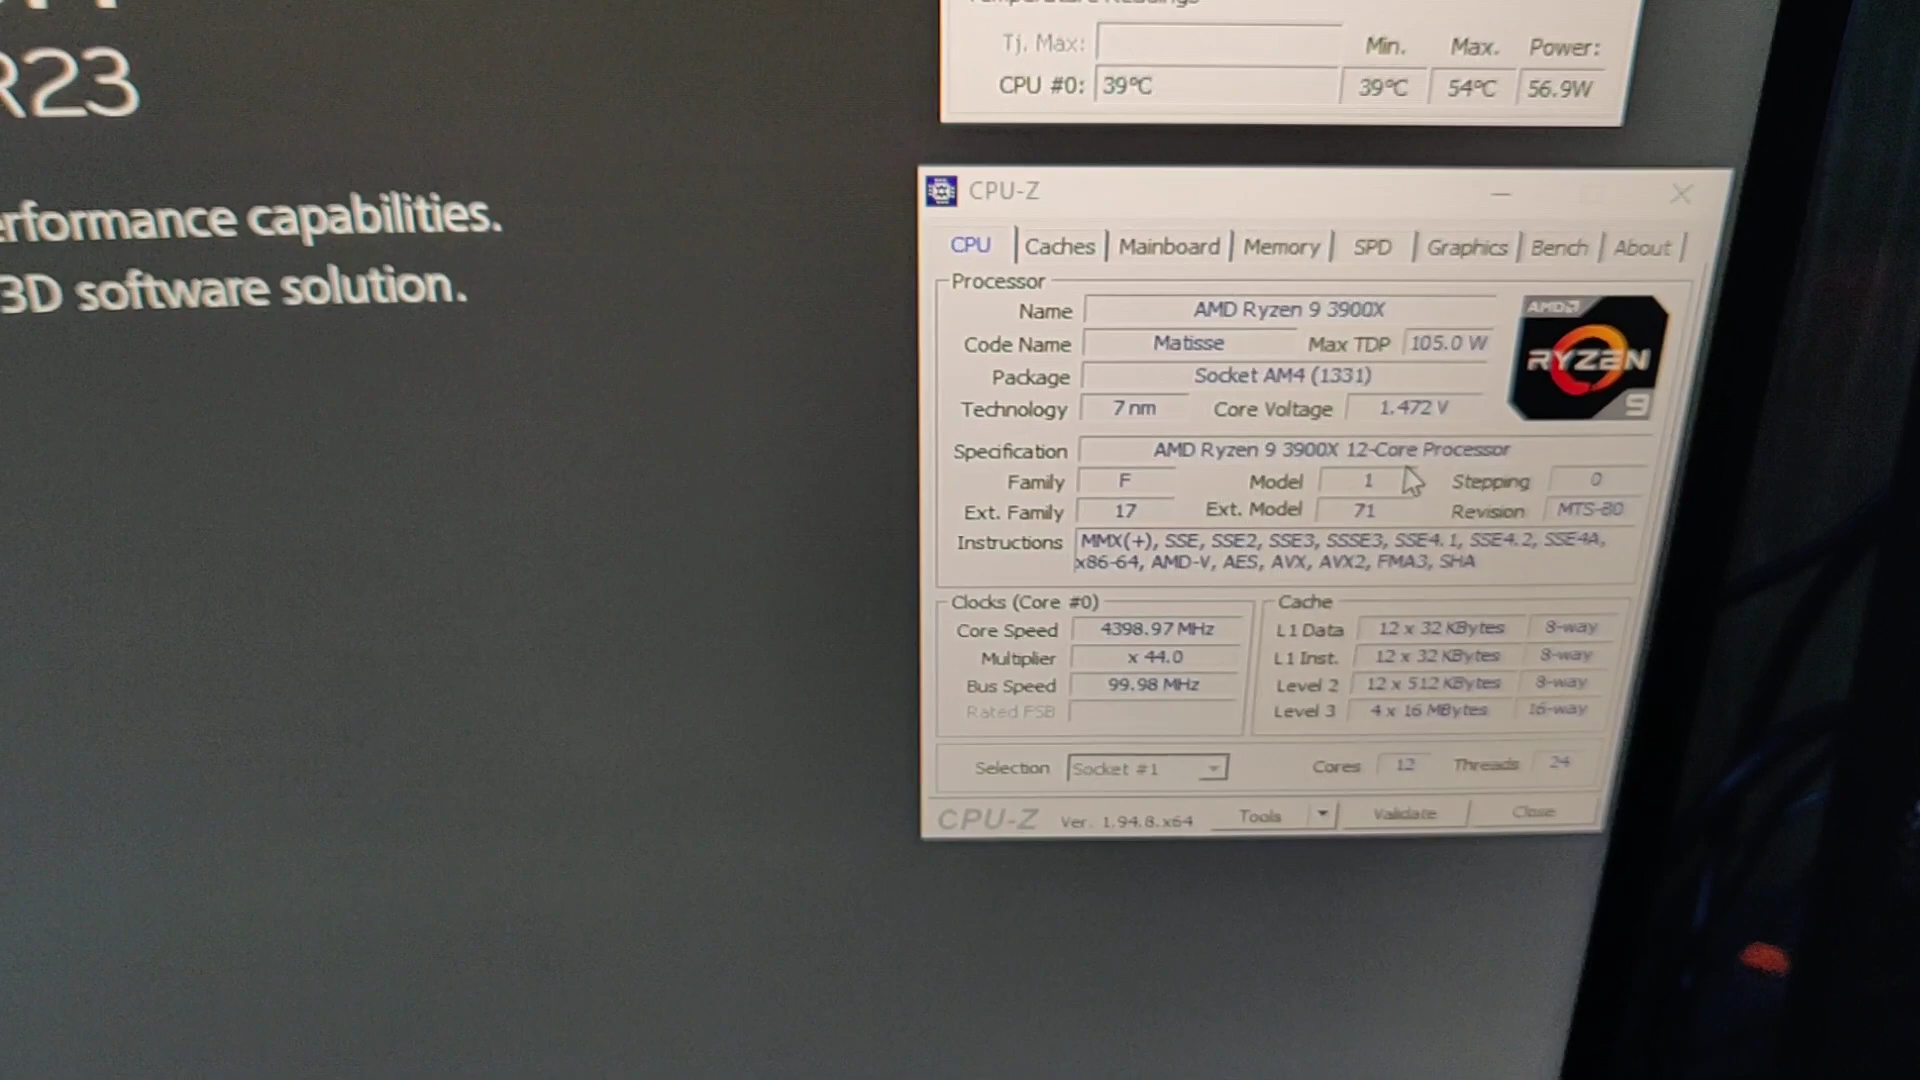 R23
erformance capabilities.
3D software solution.
Temperature Readings
Tj. Max:
Min. Max. Power:
CPU #0: 39°C 39°C 54°C 56.9W
CPU-Z
CPU Caches Mainboard Memory SPD Graphics Bench About
Processor
Name AMD Ryzen 9 3900X
Code Name Matisse Max TDP 105.0 W
Package Socket AM4 (1331)
Technology 7 nm Core Voltage 1.472 V
AMD
RYZEN
9
Specification AMD Ryzen 9 3900X 12-Core Processor
Family F Model 1 Stepping 0
Ext. Family 17 Ext. Model 71 Revision MTS-B0
Instructions MMX(+), SSE, SSE2, SSE3, SSSE3, SSE4.1, SSE4.2, SSE4A,
x86-64, AMD-V, AES, AVX, AVX2, FMA3, SHA
Clocks (Core #0)
Core Speed 4398.97 MHz
Multiplier x 44.0
Bus Speed 99.98 MHz
Rated FSB
Cache
L1 Data 12 x 32 KBytes 8-way
L1 Inst. 12 x 32 KBytes 8-way
Level 2 12 x 512 KBytes 8-way
Level 3 4 x 16 MBytes 16-way
Selection Socket #1 Cores 12 Threads 24
CPU-Z Ver. 1.94.8.x64 Tools Validate Close